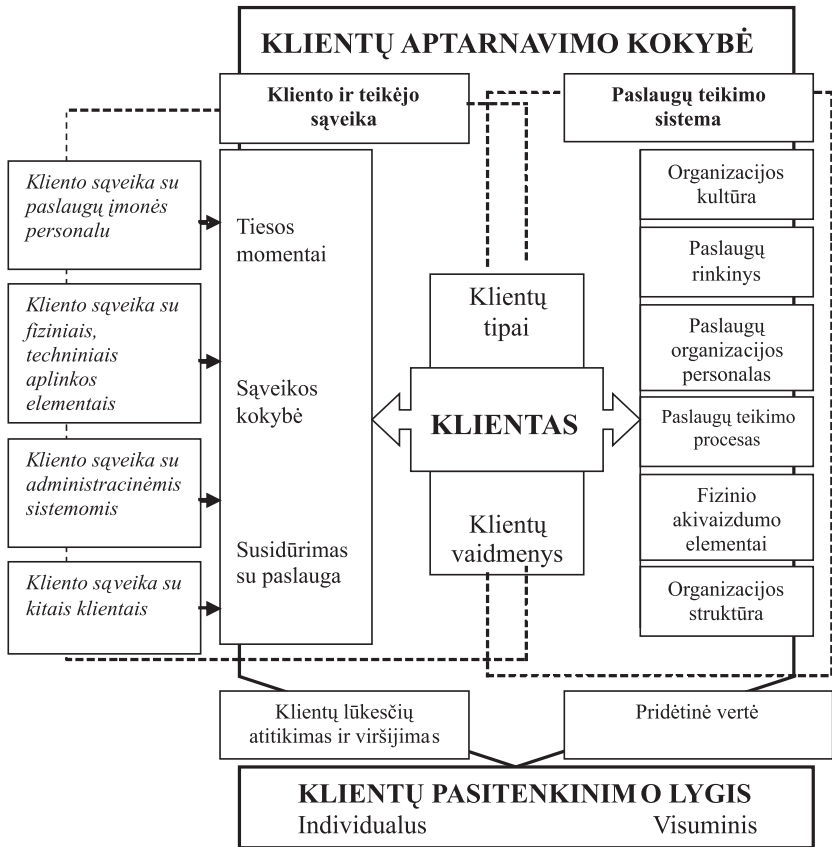 KLIENTŲ APTARNAVIMO KOKYBĖ
Kliento ir teikėjo
sąveika
Paslaugų teikimo
sistema
Kliento sąveika su
paslaugų įmonės
personalu
Kliento sąveika su
fiziniais,
techniniais
aplinkos
elementais
Kliento sąveika su
administracinėmis
sistemomis
Kliento sąveika su
kitais klientais
Tiesos
momentai
Sąveikos
kokybė
Susidūrimas
su paslauga
Klientų
tipai
KLIENTAS
Klientų
vaidmenys
Organizacijos
kultūra
Paslaugų
rinkinys
Paslaugų
organizacijos
personalas
Paslaugų teikimo
procesas
Fizinio
akivaizdumo
elementai
Organizacijos
struktūra
Klientų lūkesčių
atitikimas ir viršijimas
Pridėtinė vertė
KLIENTŲ PASITENKINIMO LYGIS
Individualus Visuminis